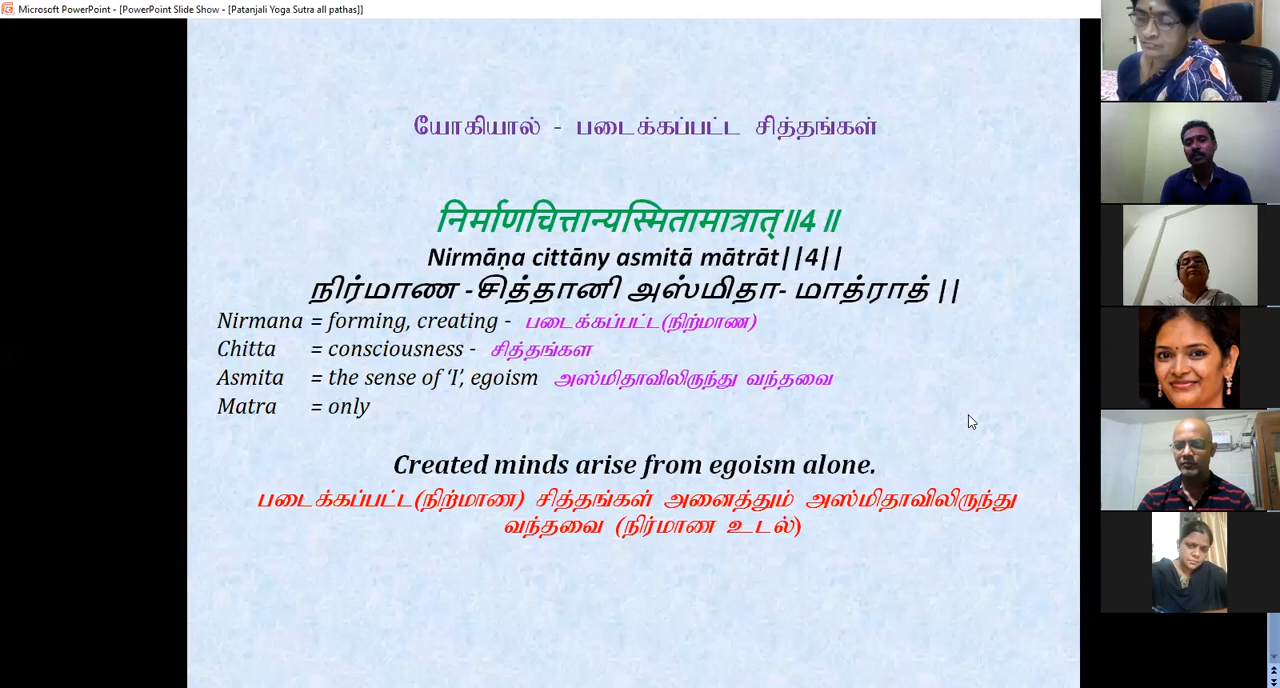 Microsoft PowerPoint - [PowerPoint Slide Show - [Patanjali Yoga Sutra all pathas]]
யோகியால் - படைக்கப்பட்ட சித்தங்கள்
निर्माणचित्तान्यस्मितामात्रात्॥4॥
Nirmāṇa cittāny asmitā mātrāt||4||
நிர்மாண -சித்தானி அஸ்மிதா- மாத்ராத் ||
Nirmana = forming, creating - படைக்கப்பட்ட(நிற்மாண)
Chitta = consciousness - சித்தங்கள
Asmita = the sense of ‘I’, egoism அஸ்மிதாவிலிருந்து வந்தவை
Matra = only
Created minds arise from egoism alone.
படைக்கப்பட்ட(நிற்மாண) சித்தங்கள் அனைத்தும் அஸ்மிதாவிலிருந்து
வந்தவை (நிர்மாண உடல்)